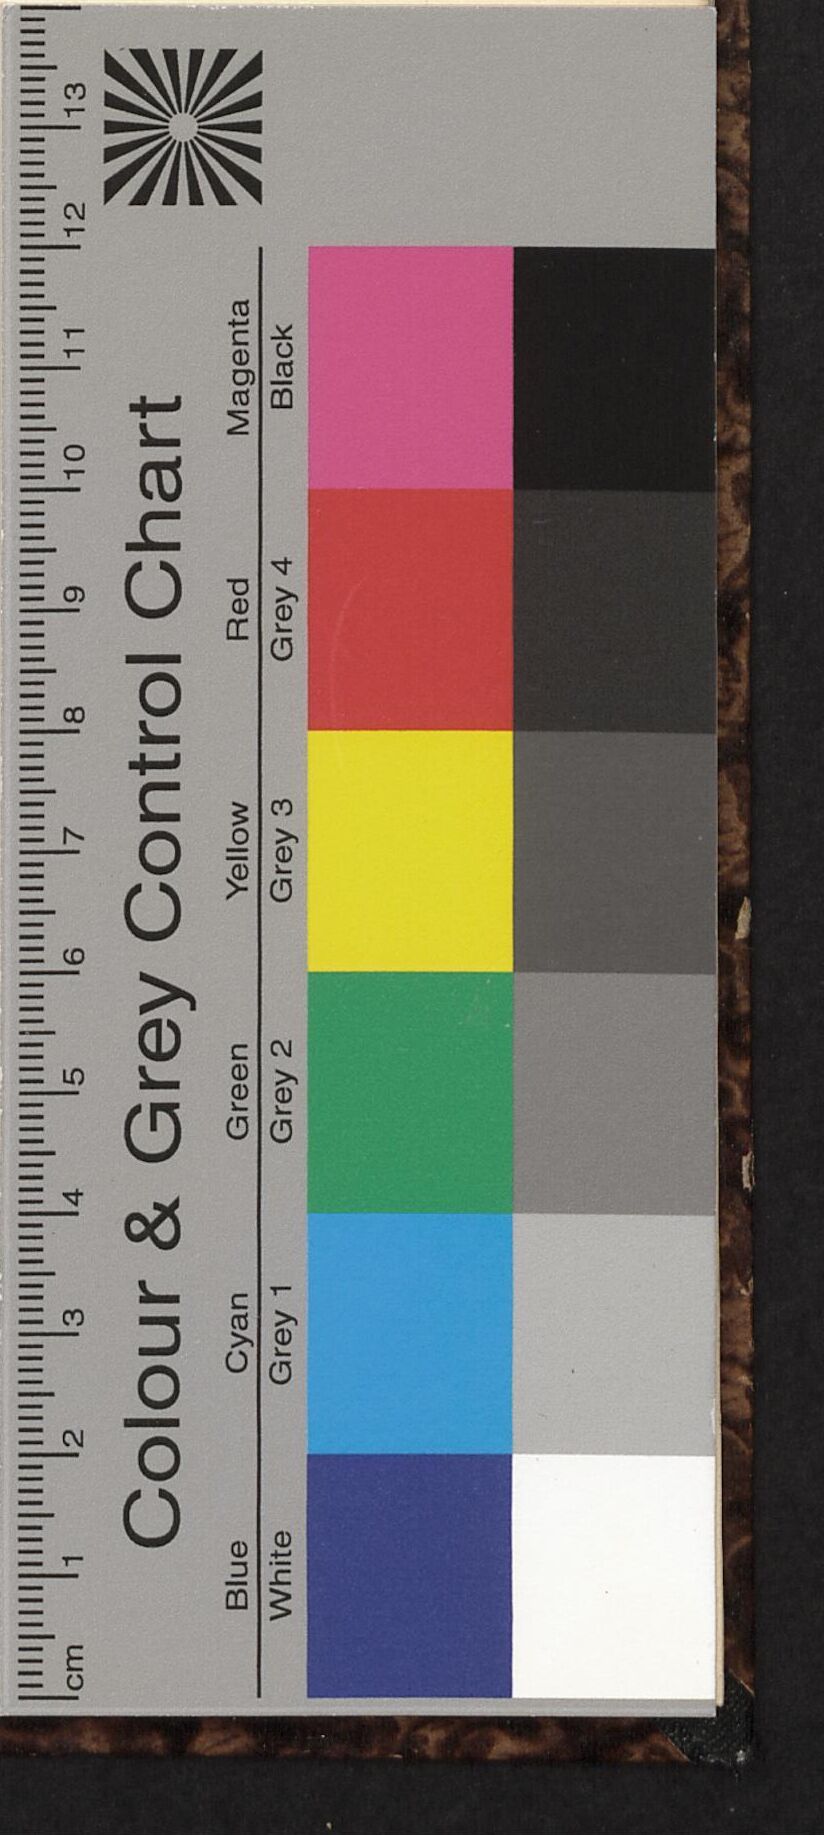 cm 1 2 3 4 5 6 7 8 9 10 11 12 13
Colour & Grey Control Chart
Blue Cyan Green Yellow Red Magenta
White Grey 1 Grey 2 Grey 3 Grey 4 Black